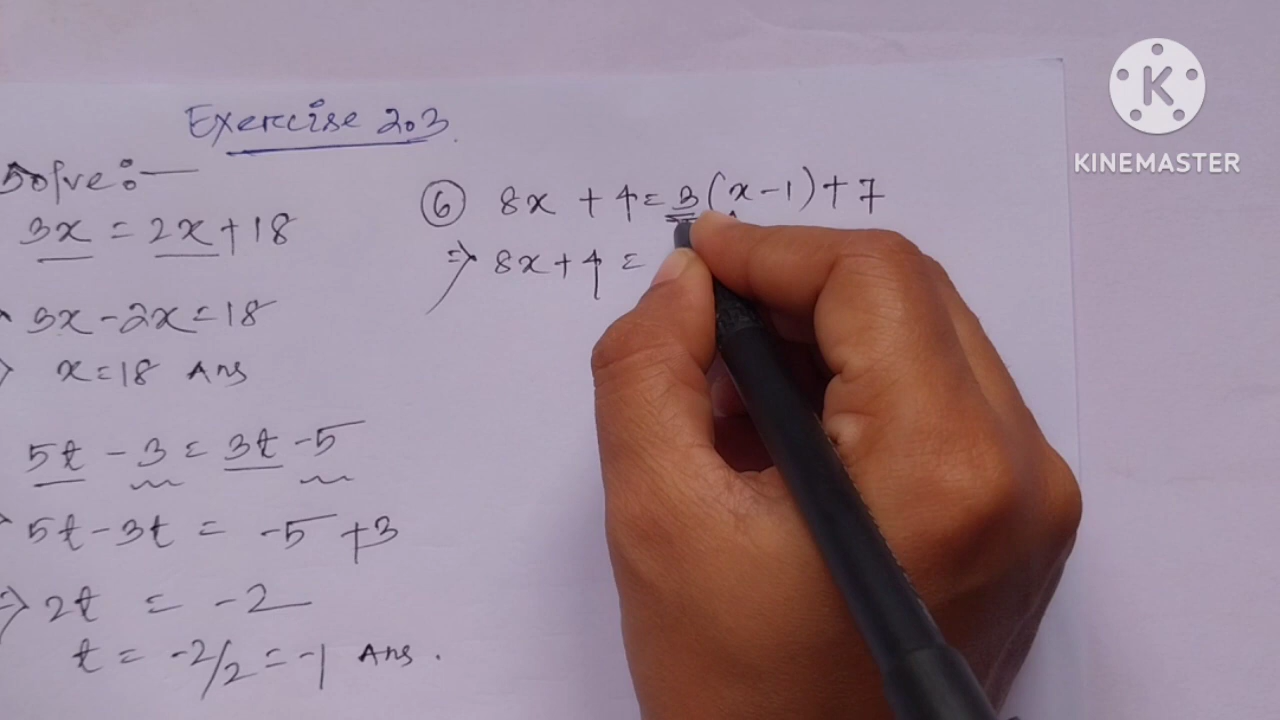 Exercise 2.3
Solve:—
3x = 2x + 18
3x - 2x = 18
x = 18 Ans
5t - 3 = 3t - 5
5t - 3t = -5 + 3
⇒ 2t = -2
t = -2/2 = -1 Ans.
⑥ 8x + 4 = 3(x - 1) + 7
⇒ 8x + 4 =
K
KINEMASTER